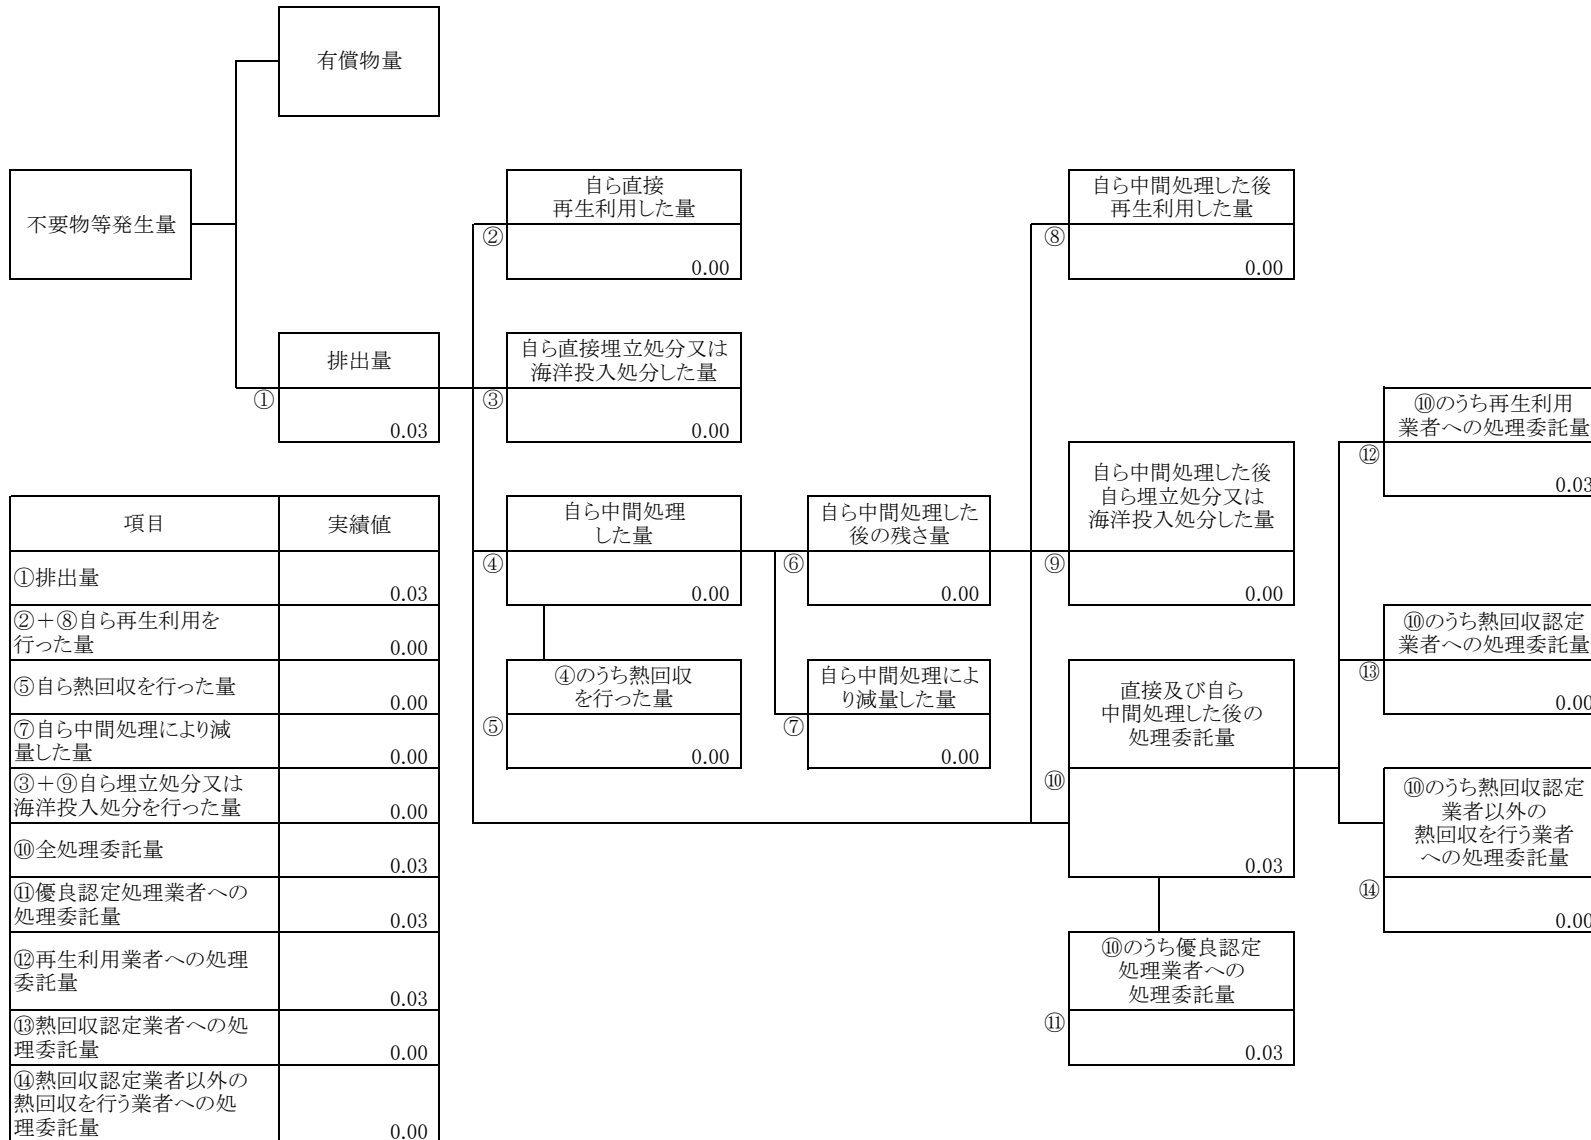 有償物量
不要物等発生量
自ら直接
再生利用した量
②
0.00
自ら中間処理した後
再生利用した量
⑧
0.00
排出量
①
0.03
自ら直接埋立処分又は
海洋投入処分した量
③
0.00
⑩のうち再生利用
業者への処理委託量
⑫
0.03
自ら中間処理
した量
④
0.00
自ら中間処理した
後の残さ量
⑥
0.00
自ら中間処理した後
自ら埋立処分又は
海洋投入処分した量
⑨
0.00
⑩のうち熱回収認定
業者への処理委託量
⑬
0.00
④のうち熱回収
を行った量
⑤
0.00
自ら中間処理によ
り減量した量
⑦
0.00
直接及び自ら
中間処理した後の
処理委託量
⑩
0.03
⑩のうち熱回収認定
業者以外の
熱回収を行う業者
への処理委託量
⑭
0.00
⑩のうち優良認定
処理業者への
処理委託量
⑪
0.03
項目 実績値
①排出量 0.03
②＋⑧自ら再生利用を
行った量 0.00
⑤自ら熱回収を行った量 0.00
⑦自ら中間処理により減
量した量 0.00
③＋⑨自ら埋立処分又は
海洋投入処分を行った量 0.00
⑩全処理委託量 0.03
⑪優良認定処理業者への
処理委託量 0.03
⑫再生利用業者への処理
委託量 0.03
⑬熱回収認定業者への処
理委託量 0.00
⑭熱回収認定業者以外の
熱回収を行う業者への処
理委託量 0.00